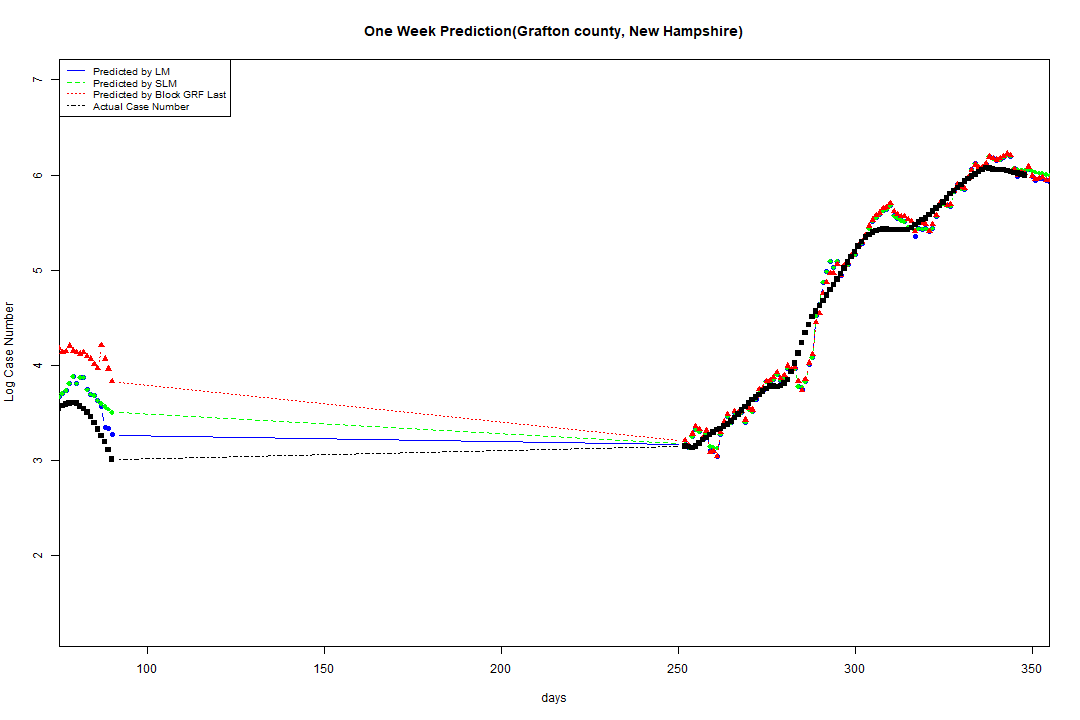 One Week Prediction(Grafton county, New Hampshire)
Predicted by LM
Predicted by SLM
Predicted by Block GRF Last
Actual Case Number
7
6
5
4
3
2
Log Case Number
100 150 200 250 300 350
days